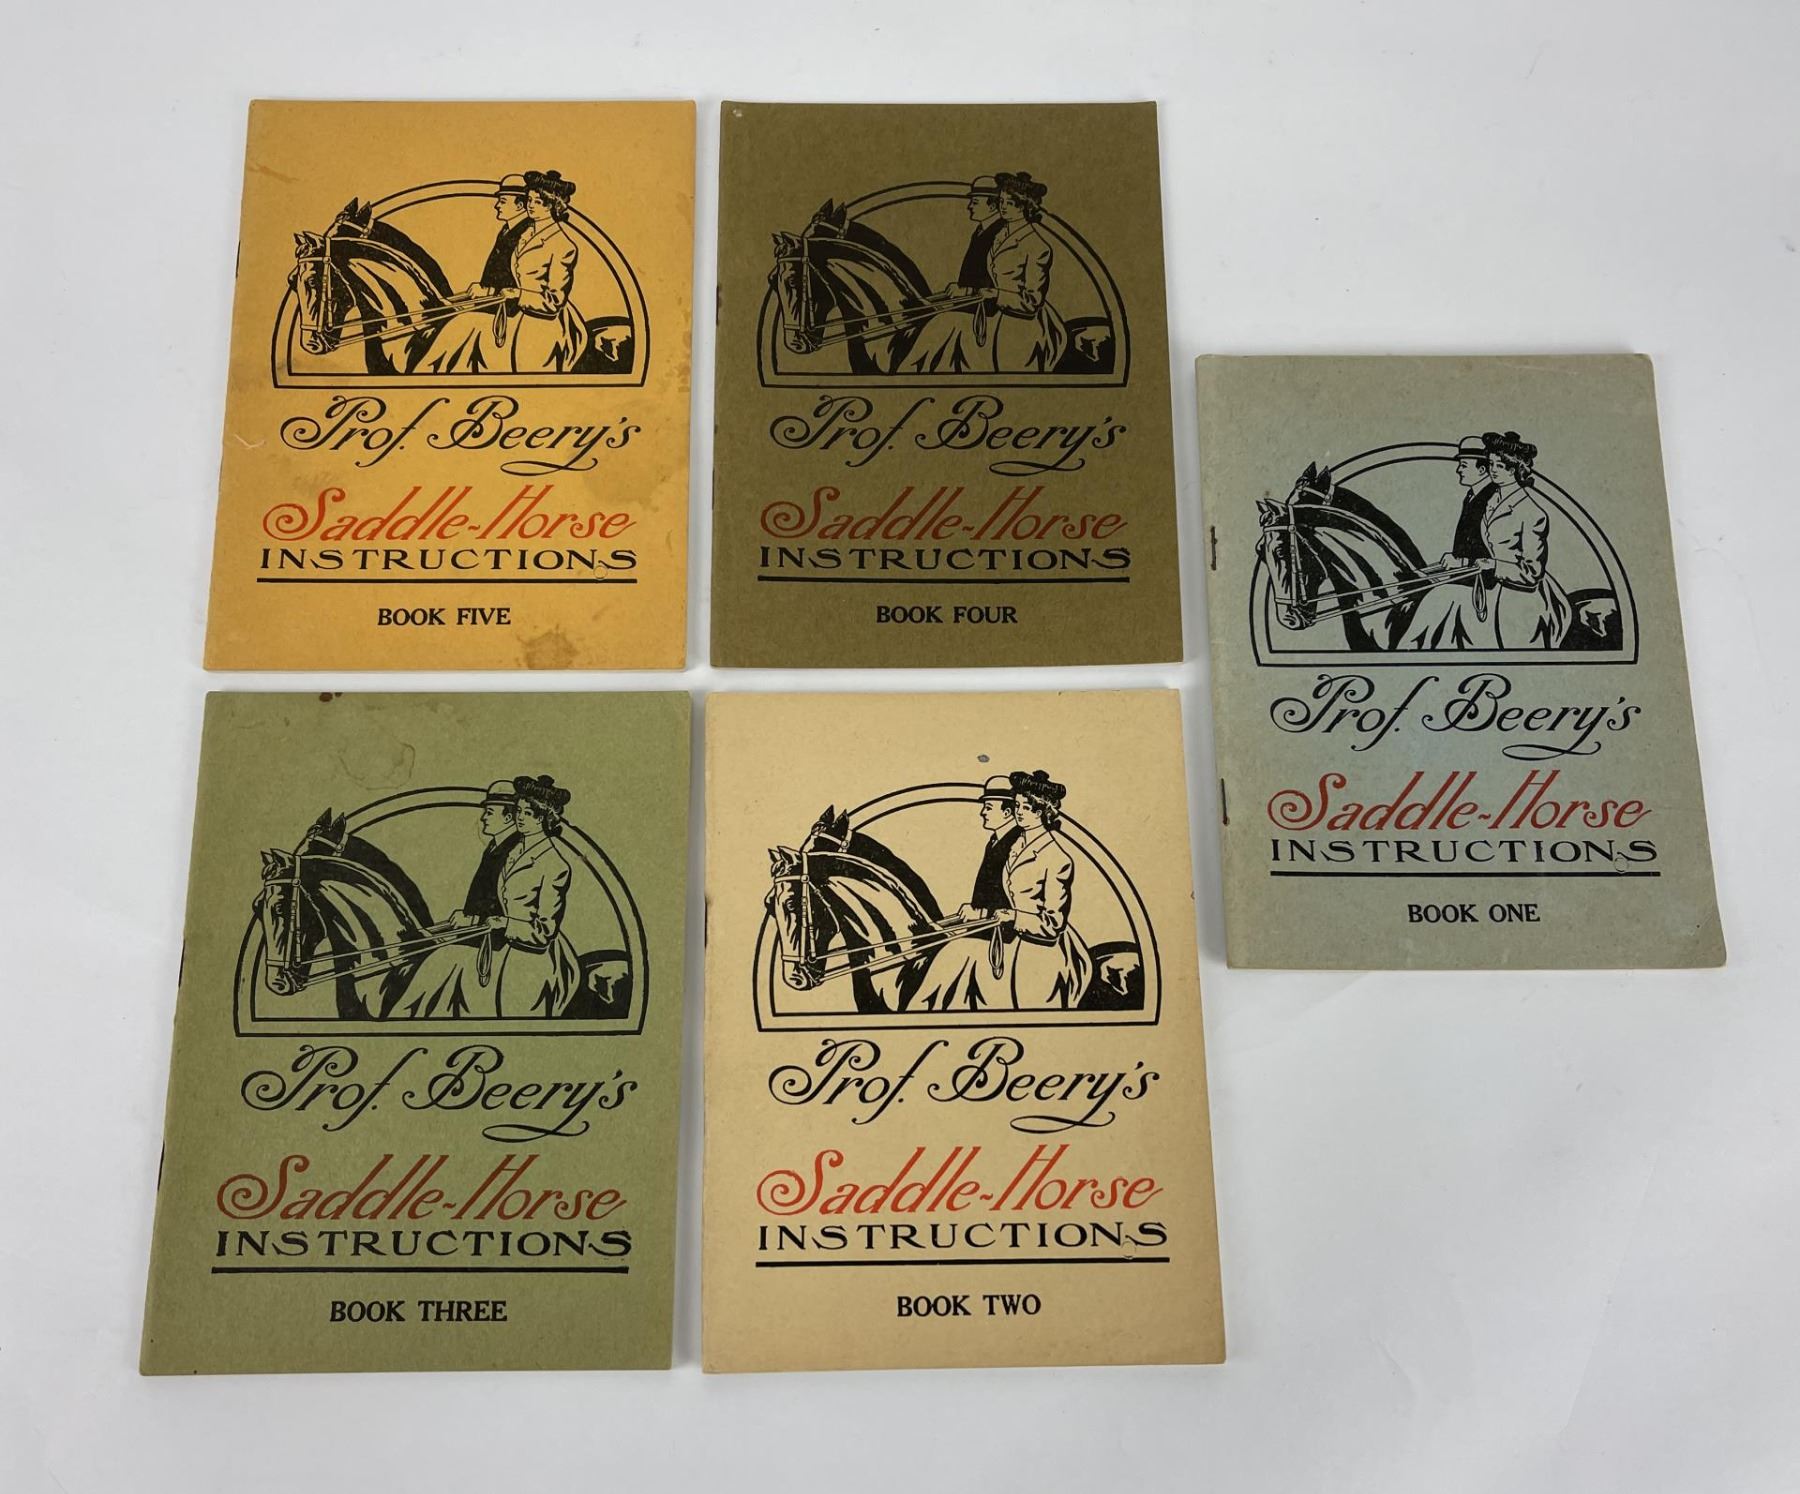 Prof. Beery's
Saddle-Horse
INSTRUCTIONS
BOOK FIVE
Prof. Beery's
Saddle-Horse
INSTRUCTIONS
BOOK FOUR
Prof. Beery's
Saddle-Horse
INSTRUCTIONS
BOOK ONE
Prof. Beery's
Saddle-Horse
INSTRUCTIONS
BOOK THREE
Prof. Beery's
Saddle-Horse
INSTRUCTIONS
BOOK TWO